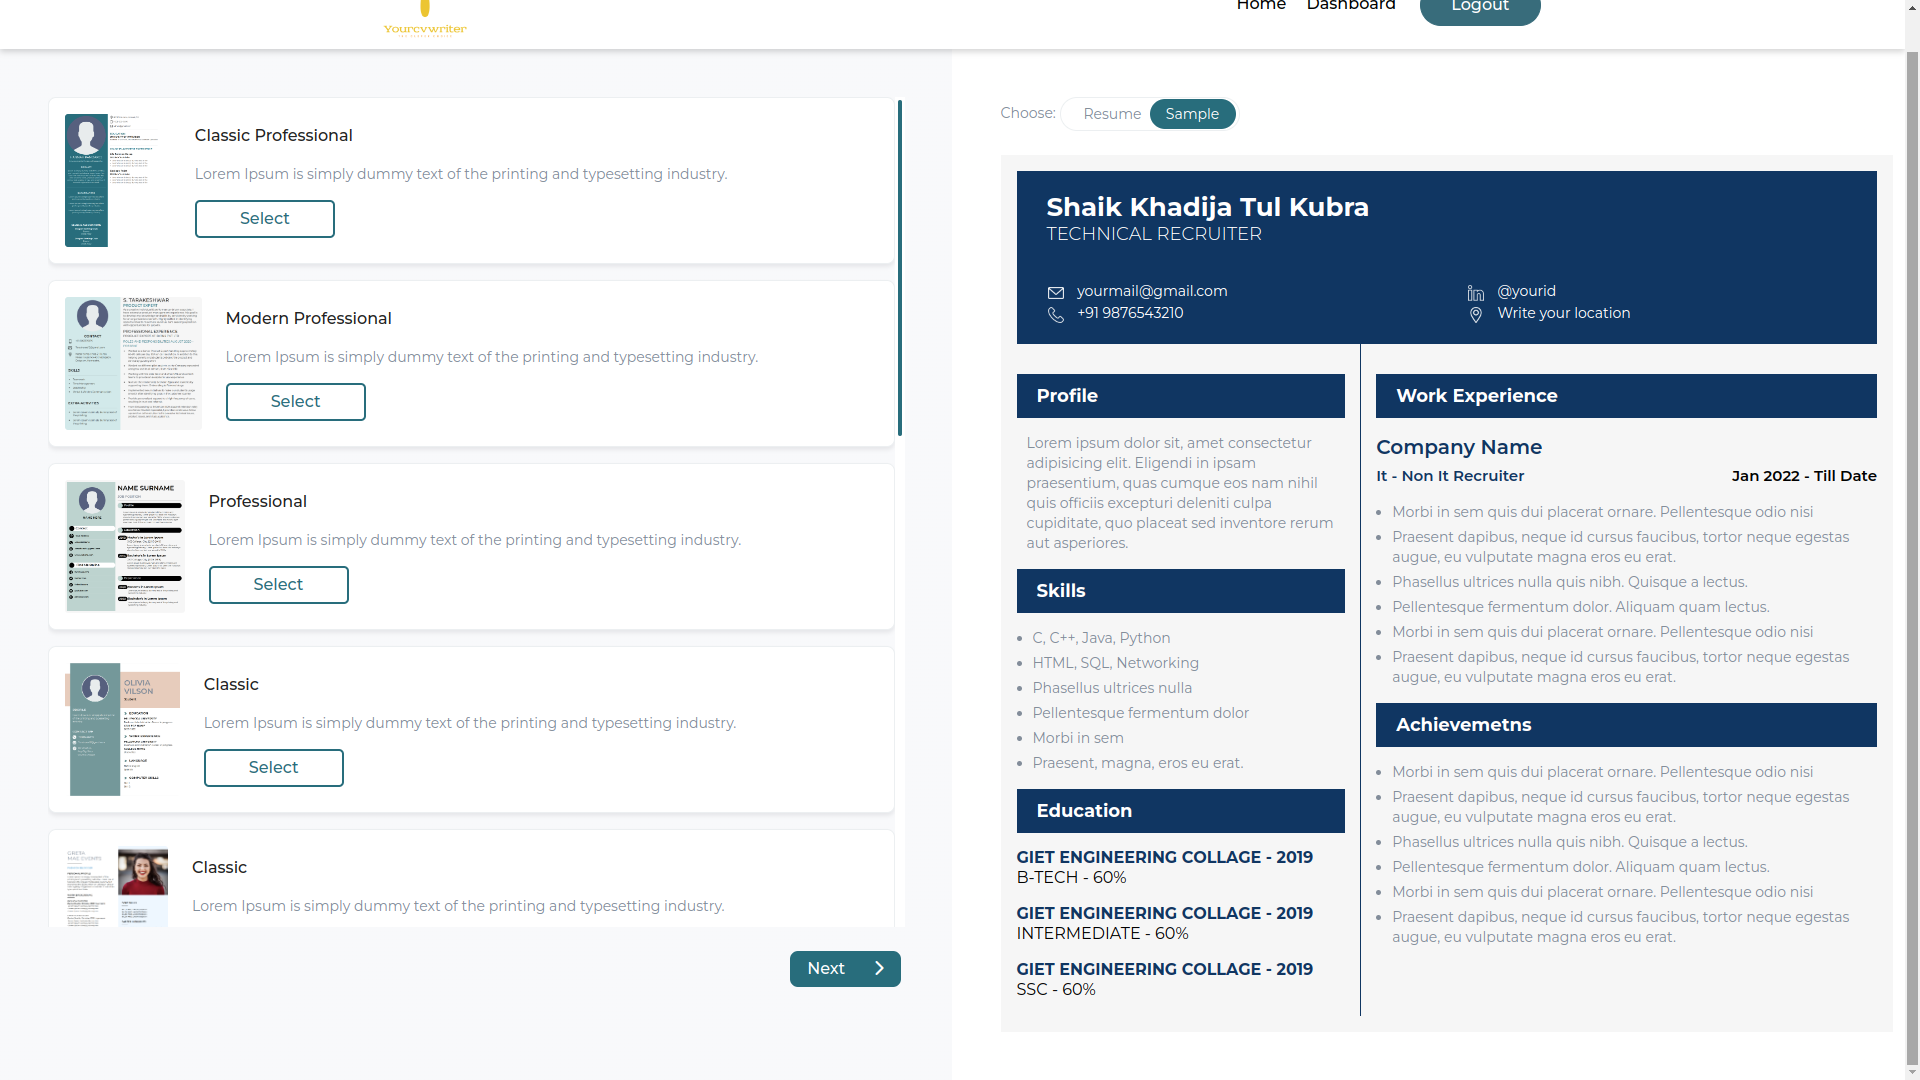 Yourcvwriter
Home
Dashboard
Logout
Classic Professional
Lorem Ipsum is simply dummy text of the printing and typesetting industry.
Select
S. TARAKESHWAR
PRODUCT EXPERT
CONTACT
PROFESSIONAL EXPERIENCE
SKILLS
Modern Professional
Lorem Ipsum is simply dummy text of the printing and typesetting industry.
Select
NAME SURNAME
JOB POSITION
Professional
Lorem Ipsum is simply dummy text of the printing and typesetting industry.
Select
OLIVIA
VILSON
Classic
Lorem Ipsum is simply dummy text of the printing and typesetting industry.
Select
Classic
Lorem Ipsum is simply dummy text of the printing and typesetting industry.
Next
Choose:
Resume
Sample
Shaik Khadija Tul Kubra
TECHNICAL RECRUITER
yourmail@gmail.com
+91 9876543210
@yourid
Write your location
Profile
Lorem ipsum dolor sit, amet consectetur
adipisicing elit. Eligendi in ipsam
praesentium, quas cumque eos nam nihil
quis officiis excepturi deleniti culpa
cupiditate, quo placeat sed inventore rerum
aut asperiores.
Skills
C, C++, Java, Python
HTML, SQL, Networking
Phasellus ultrices nulla
Pellentesque fermentum dolor
Morbi in sem
Praesent, magna, eros eu erat.
Education
GIET ENGINEERING COLLAGE - 2019
B-TECH - 60%
GIET ENGINEERING COLLAGE - 2019
INTERMEDIATE - 60%
GIET ENGINEERING COLLAGE - 2019
SSC - 60%
Work Experience
Company Name
It - Non It Recruiter
Jan 2022 - Till Date
Morbi in sem quis dui placerat ornare. Pellentesque odio nisi
Praesent dapibus, neque id cursus faucibus, tortor neque egestas
augue, eu vulputate magna eros eu erat.
Phasellus ultrices nulla quis nibh. Quisque a lectus.
Pellentesque fermentum dolor. Aliquam quam lectus.
Morbi in sem quis dui placerat ornare. Pellentesque odio nisi
Praesent dapibus, neque id cursus faucibus, tortor neque egestas
augue, eu vulputate magna eros eu erat.
Achievemetns
Morbi in sem quis dui placerat ornare. Pellentesque odio nisi
Praesent dapibus, neque id cursus faucibus, tortor neque egestas
augue, eu vulputate magna eros eu erat.
Phasellus ultrices nulla quis nibh. Quisque a lectus.
Pellentesque fermentum dolor. Aliquam quam lectus.
Morbi in sem quis dui placerat ornare. Pellentesque odio nisi
Praesent dapibus, neque id cursus faucibus, tortor neque egestas
augue, eu vulputate magna eros eu erat.